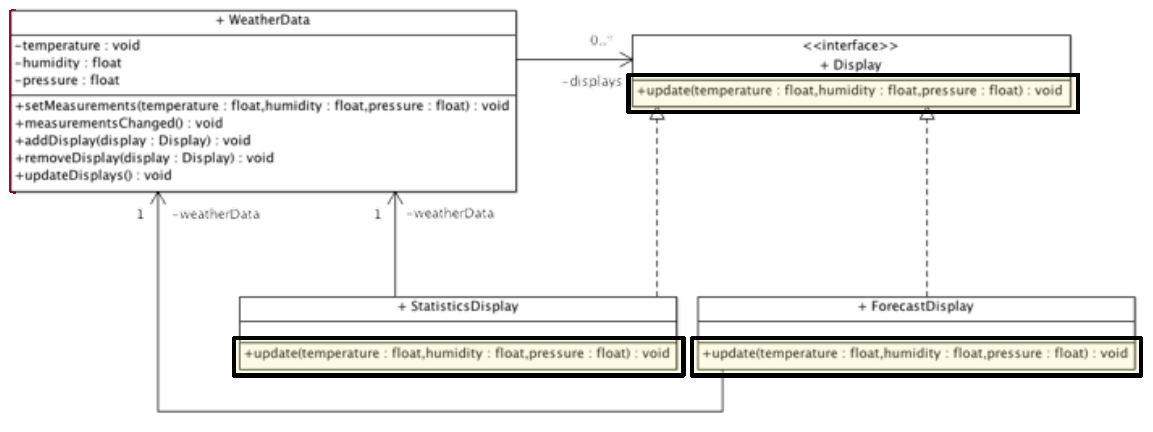 + WeatherData
-temperature : void
-humidity : float
-pressure : float
+setMeasurements(temperature : float,humidity : float,pressure : float) : void
+measurementsChanged() : void
+addDisplay(display : Display) : void
+removeDisplay(display : Display) : void
+updateDisplays() : void
0..*
-displays
<<interface>>
+ Display
+update(temperature : float,humidity : float,pressure : float) : void
1
-weatherData
1
-weatherData
+ StatisticsDisplay
+update(temperature : float,humidity : float,pressure : float) : void
+ ForecastDisplay
+update(temperature : float,humidity : float,pressure : float) : void